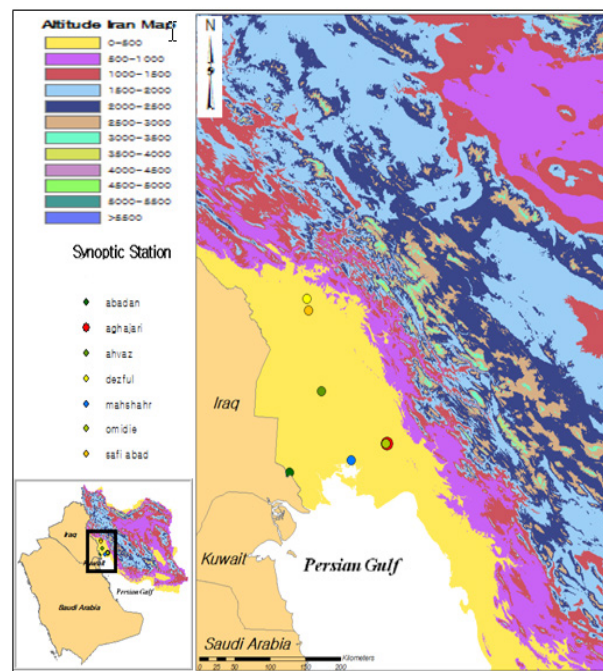 Altitude Iran Map
0-500
500-1000
1000-1500
1500-2000
2000-2500
2500-3000
3000-3500
3500-4000
4000-4500
4500-5000
5000-5500
>5500
Synoptic Station
abadan
aghajari
ahvaz
dezful
mahshahr
omidie
safi abad
N
Iraq
Kuwait
Persian Gulf
Saudi Arabia
Kilometers
0 25 50 100 150 200
Iraq
Kuwait
Persian Gulf
Saudi Arabia